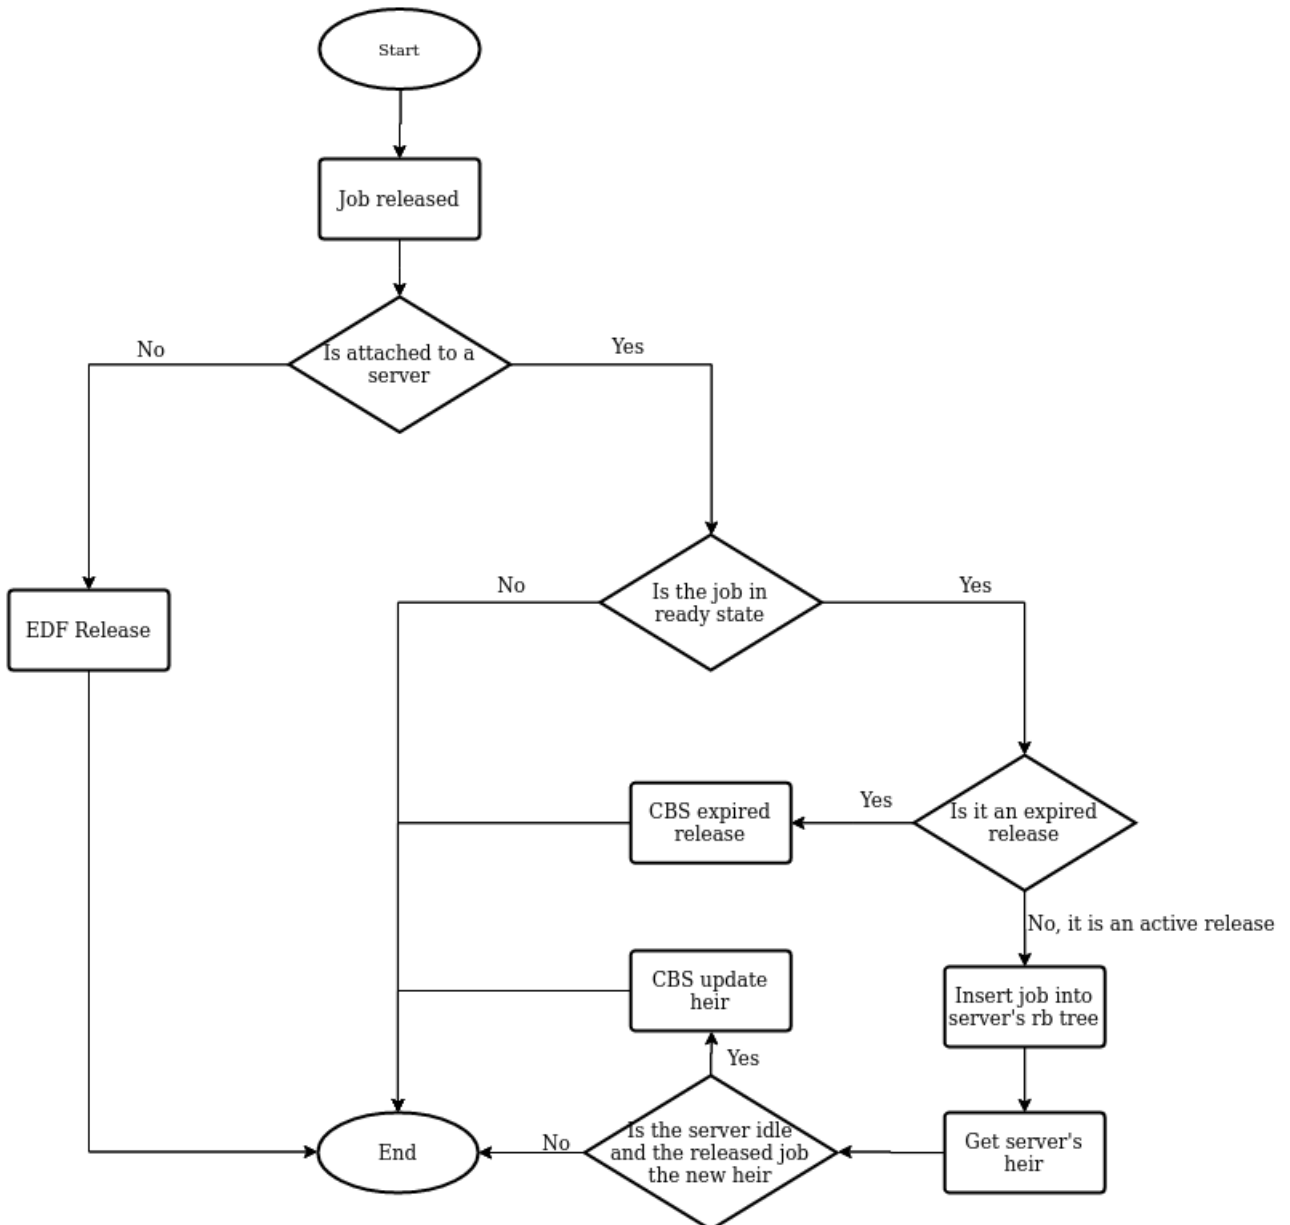 Start
Job released
Is attached to a
server
No
Yes
Is the job in
ready state
No
Yes
EDF Release
CBS expired
release
Yes
Is it an expired
release
No, it is an active release
CBS update
heir
Insert job into
server's rb tree
Yes
End
No
Is the server idle
and the released job
the new heir
Get server's
heir